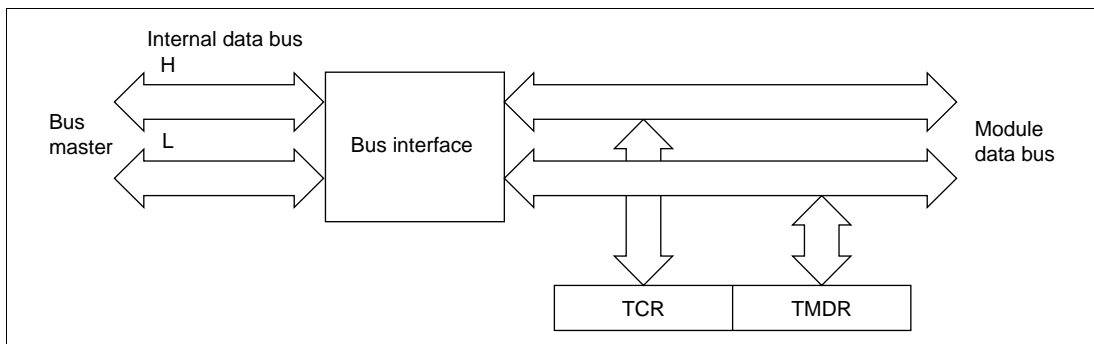 Internal data bus
H
Bus
master
L
Bus interface
Module
data bus
TCR
TMDR